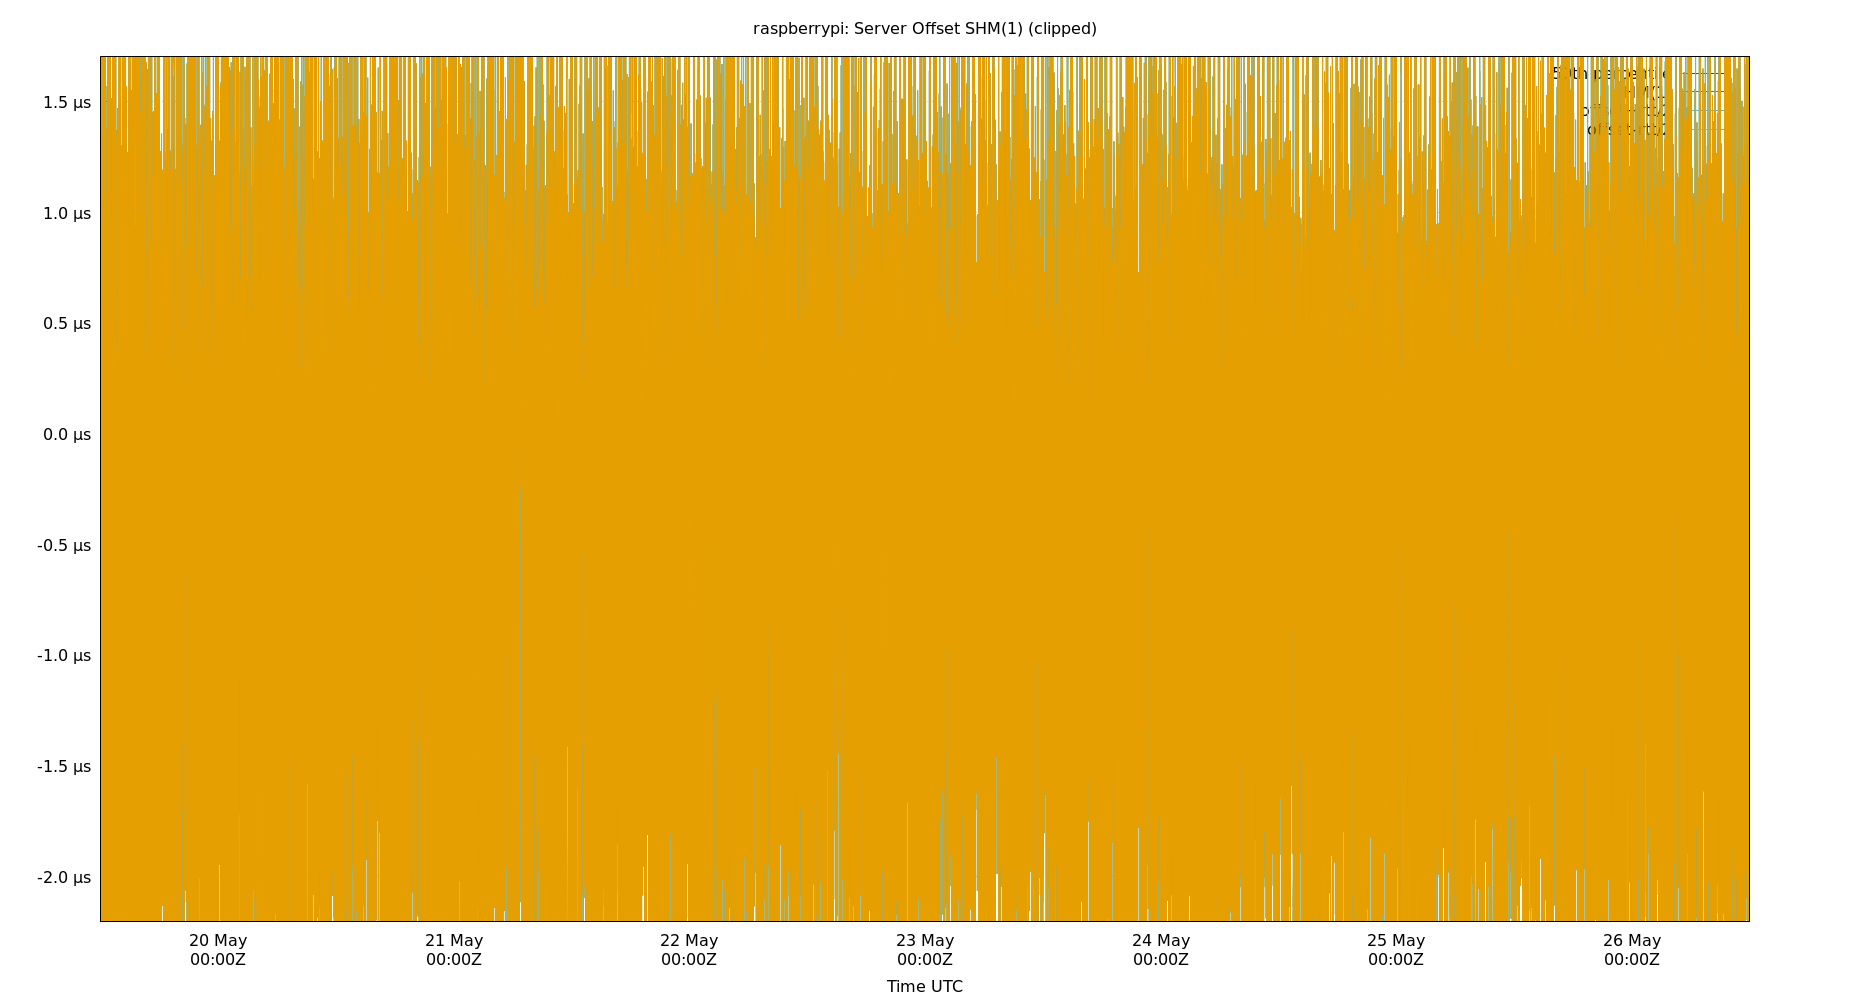 raspberrypi: Server Offset SHM(1) (clipped)
1.5 µs
1.0 µs
0.5 µs
0.0 µs
-0.5 µs
-1.0 µs
-1.5 µs
-2.0 µs
20 May
00:00Z
21 May
00:00Z
22 May
00:00Z
23 May
00:00Z
24 May
00:00Z
25 May
00:00Z
26 May
00:00Z
Time UTC